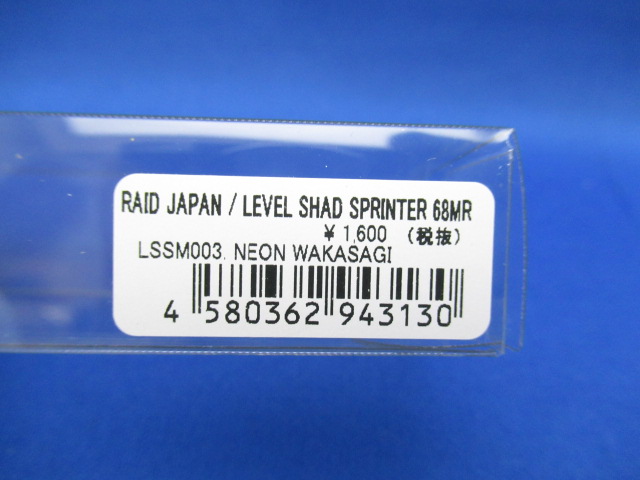 RAID JAPAN / LEVEL SHAD SPRINTER 68MR
¥ 1,600 (税抜)
LSSM003. NEON WAKASAGI
4 580362 943130